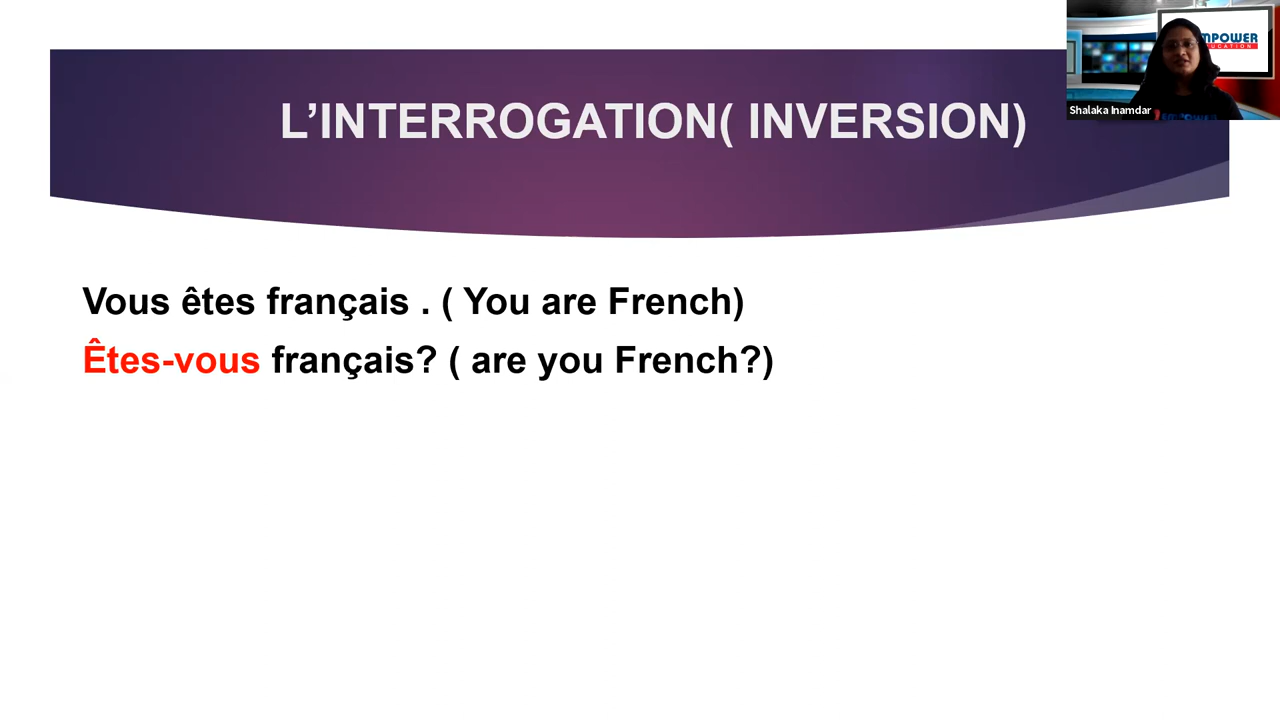 L’INTERROGATION( INVERSION)
Vous êtes français . ( You are French)
Êtes-vous français? ( are you French?)
Shalaka Inamdar